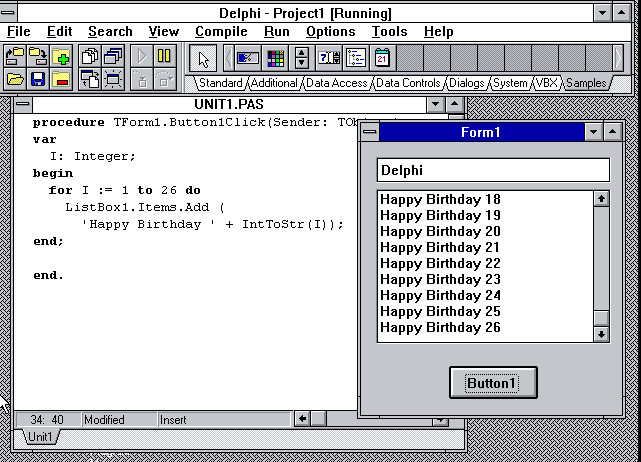 Delphi - Project1 [Running]
File Edit Search View Compile Run Options Tools Help
21
Standard Additional Data Access Data Controls Dialogs System VBX Samples
UNIT1.PAS
procedure TForm1.Button1Click(Sender:
var
I: Integer;
begin
for I := 1 to 26 do
ListBox1.Items.Add (
'Happy Birthday ' + IntToStr(I));
end;
end.
34: 40 Modified Insert
Unit1
Form1
Delphi
Happy Birthday 18
Happy Birthday 19
Happy Birthday 20
Happy Birthday 21
Happy Birthday 22
Happy Birthday 23
Happy Birthday 24
Happy Birthday 25
Happy Birthday 26
Button1